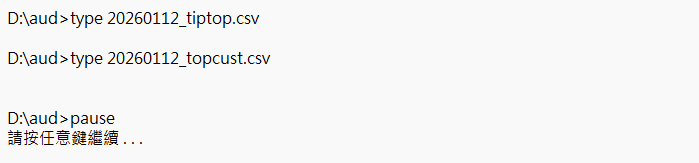 D:\aud>type 20260112_tiptop.csv
D:\aud>type 20260112_topcust.csv
D:\aud>pause
請按任意鍵繼續 . . .